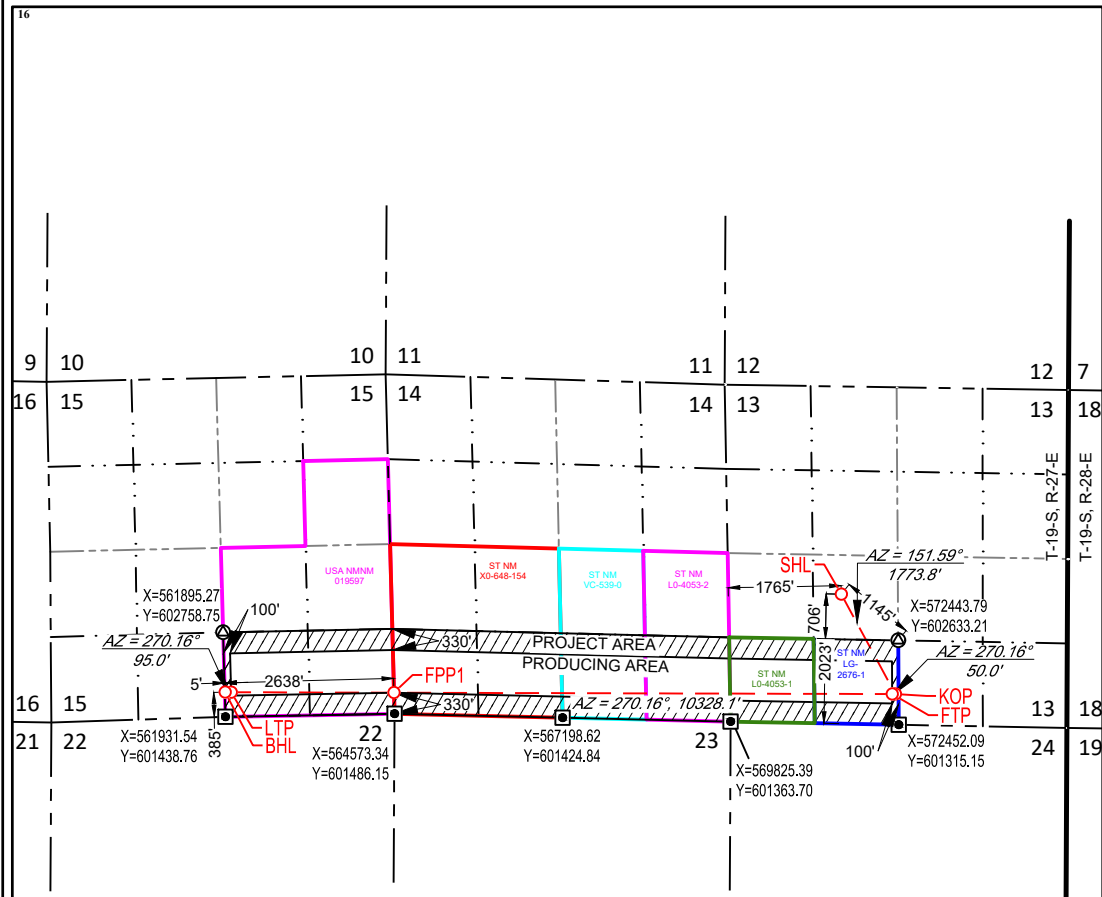 16
9 10
10 11
11 12
12 7
16 15
15 14
14 13
13 18
T-19-S, R-27-E
T-19-S, R-28-E
USA NMNM
019597
ST NM
X0-648-154
ST NM
VC-539-0
ST NM
L0-4053-2
SHL
AZ = 151.59°
1773.8'
1765'
1145'
706'
2023'
X=561895.27
Y=602758.75
100'
X=572443.79
Y=602633.21
AZ = 270.16°
95.0'
330'
PROJECT AREA
PRODUCING AREA
ST NM
L0-4053-1
ST NM
LG-
2676-1
AZ = 270.16°
50.0'
5'
2638'
FPP1
KOP
FTP
330'
AZ = 270.16°, 10328.1'
LTP
BHL
385'
100'
16 15
21 22
22
23
13 18
24 19
X=561931.54
Y=601438.76
X=564573.34
Y=601486.15
X=567198.62
Y=601424.84
X=569825.39
Y=601363.70
X=572452.09
Y=601315.15